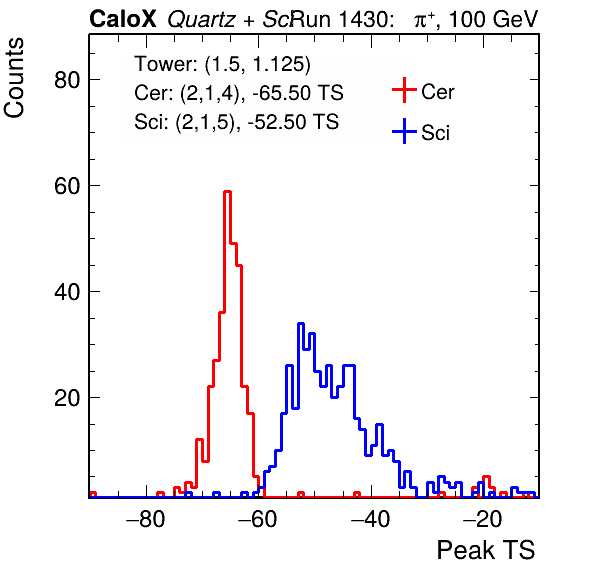 CaloX Quartz + ScRun 1430: π⁺, 100 GeV
Counts
Tower: (1.5, 1.125)
Cer: (2,1,4), -65.50 TS
Sci: (2,1,5), -52.50 TS
Cer
Sci
80
60
40
20
−80 −60 −40 −20
Peak TS